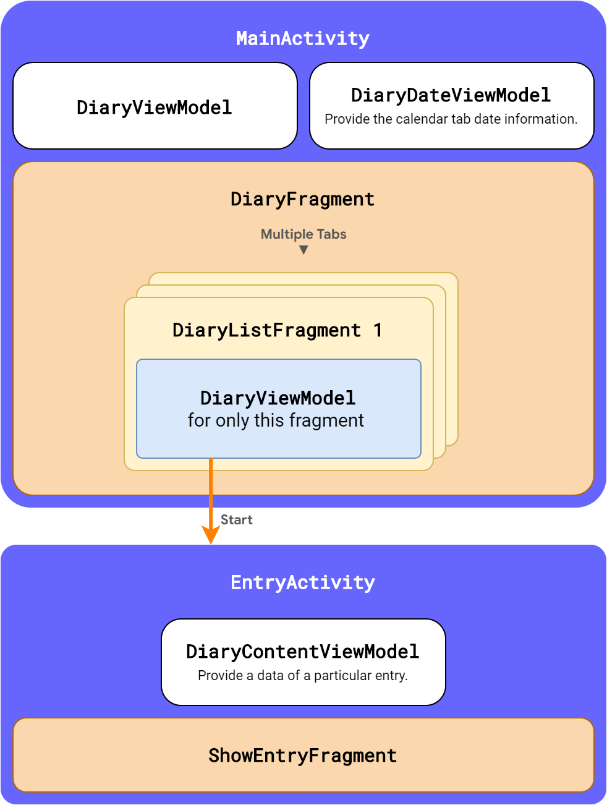 MainActivity
DiaryViewModel
DiaryDateViewModel
Provide the calendar tab date information.
DiaryFragment
Multiple Tabs
DiaryListFragment 1
DiaryViewModel
for only this fragment
Start
EntryActivity
DiaryContentViewModel
Provide a data of a particular entry.
ShowEntryFragment